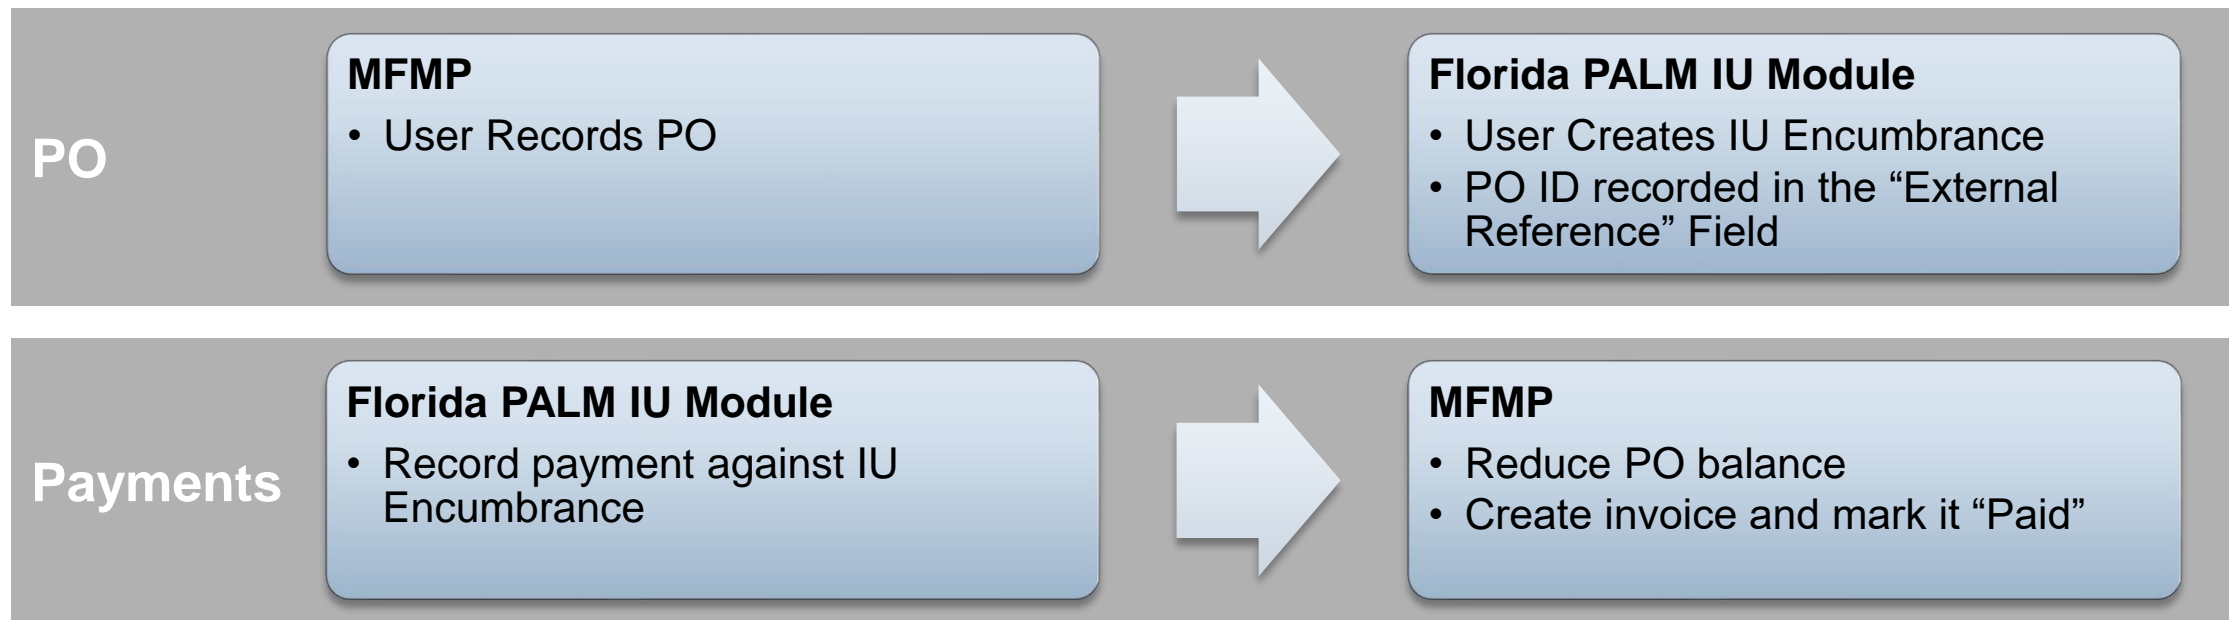 PO
MFMP
• User Records PO
Florida PALM IU Module
• User Creates IU Encumbrance
• PO ID recorded in the “External
Reference” Field
Payments
Florida PALM IU Module
• Record payment against IU
Encumbrance
MFMP
• Reduce PO balance
• Create invoice and mark it “Paid”